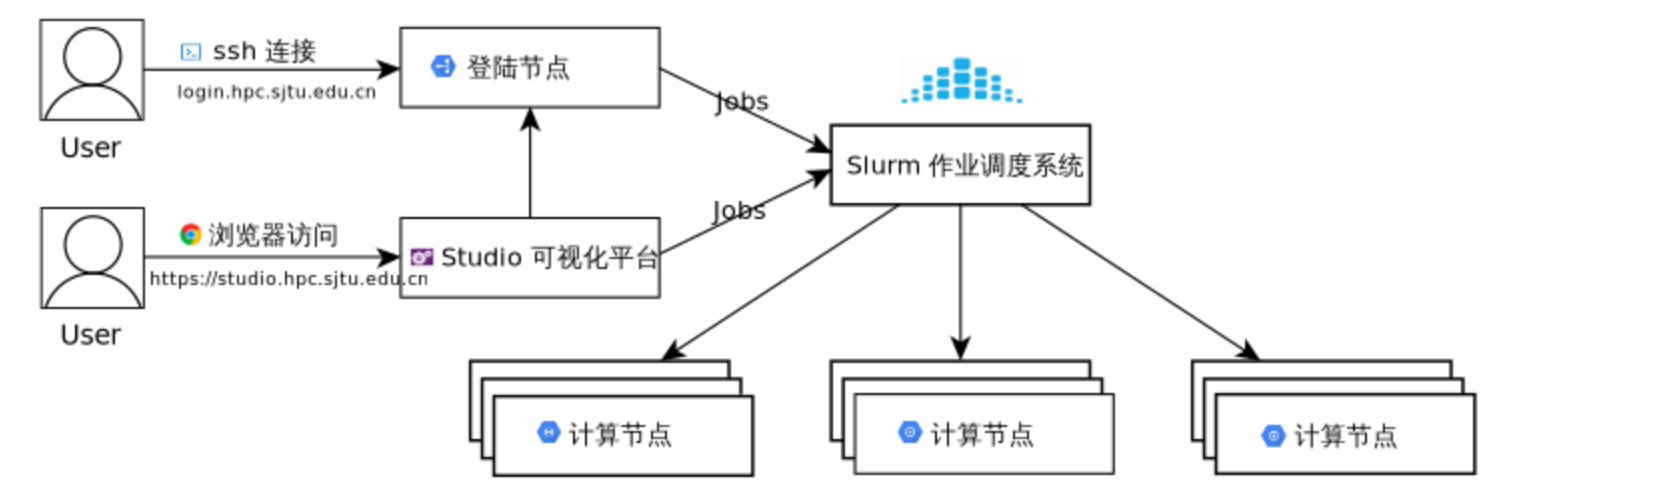 ssh 连接
login.hpc.sjtu.edu.cn
User
登陆节点
Jobs
Slurm 作业调度系统
浏览器访问
https://studio.hpc.sjtu.edu.cn
User
Studio 可视化平台
Jobs
计算节点
计算节点
计算节点